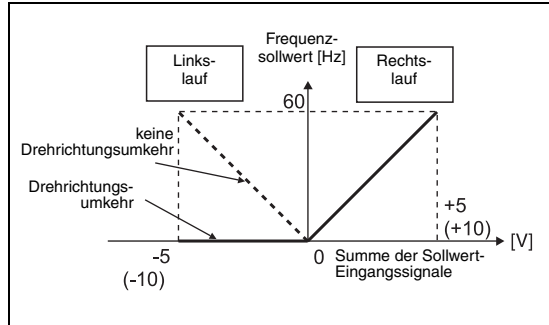 Frequenz-
sollwert [Hz]
Links-
lauf
Rechts-
lauf
60
keine
Drehrichtungsumkehr
Drehrichtungs-
umkehr
+5
(+10)
[V]
-5
(-10)
0
Summe der Sollwert-
Eingangssignale